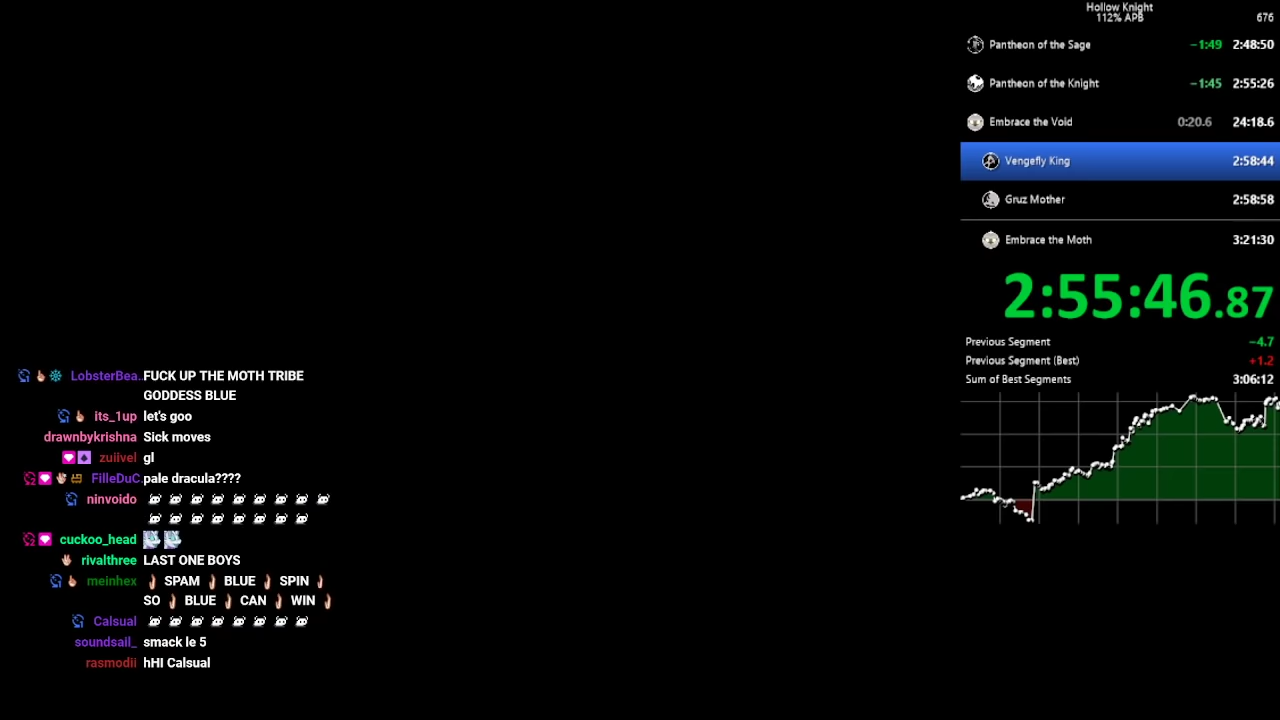 Hollow Knight
112% APB 676
Pantheon of the Sage −1:49 2:48:50
Pantheon of the Knight −1:45 2:55:26
Embrace the Void 0:20.6 24:18.6
Vengefly King 2:58:44
Gruz Mother 2:58:58
Embrace the Moth 3:21:30
2:55:46.87
Previous Segment −4.7
Previous Segment (Best) +1.2
Sum of Best Segments 3:06:12
LobsterBea.. FUCK UP THE MOTH TRIBE
GODDESS BLUE
its_1up let's goo
drawnbykrishna Sick moves
zuiivel gl
FilleDuC.. pale dracula????
ninvoido
cuckoo_head
rivalthree LAST ONE BOYS
meinhex SPAM BLUE SPIN
SO BLUE CAN WIN
Calsual
soundsail_ smack le 5
rasmodii hHI Calsual